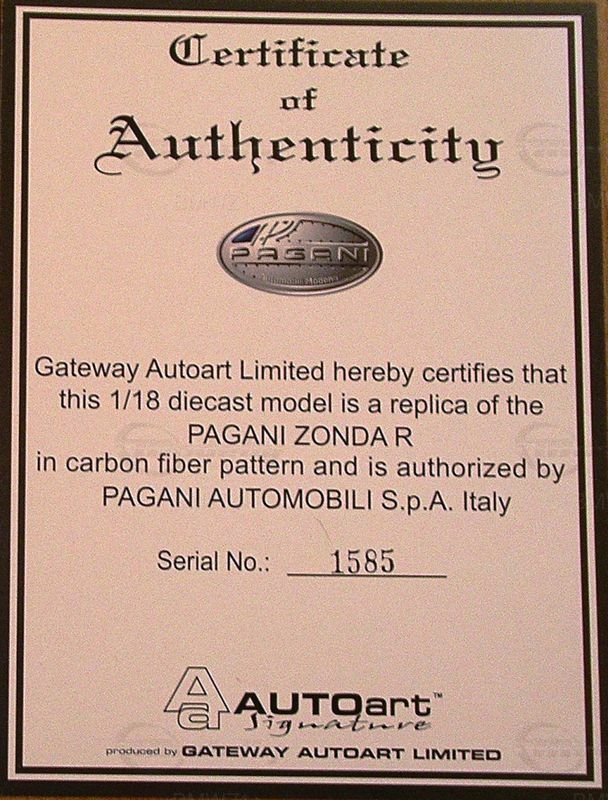 Certificate
of
Authenticity
PAGANI
Gateway Autoart Limited hereby certifies that
this 1/18 diecast model is a replica of the
PAGANI ZONDA R
in carbon fiber pattern and is authorized by
PAGANI AUTOMOBILI S.p.A. Italy
Serial No.: 1585
Aa AUTOart™
Signature
produced by GATEWAY AUTOART LIMITED